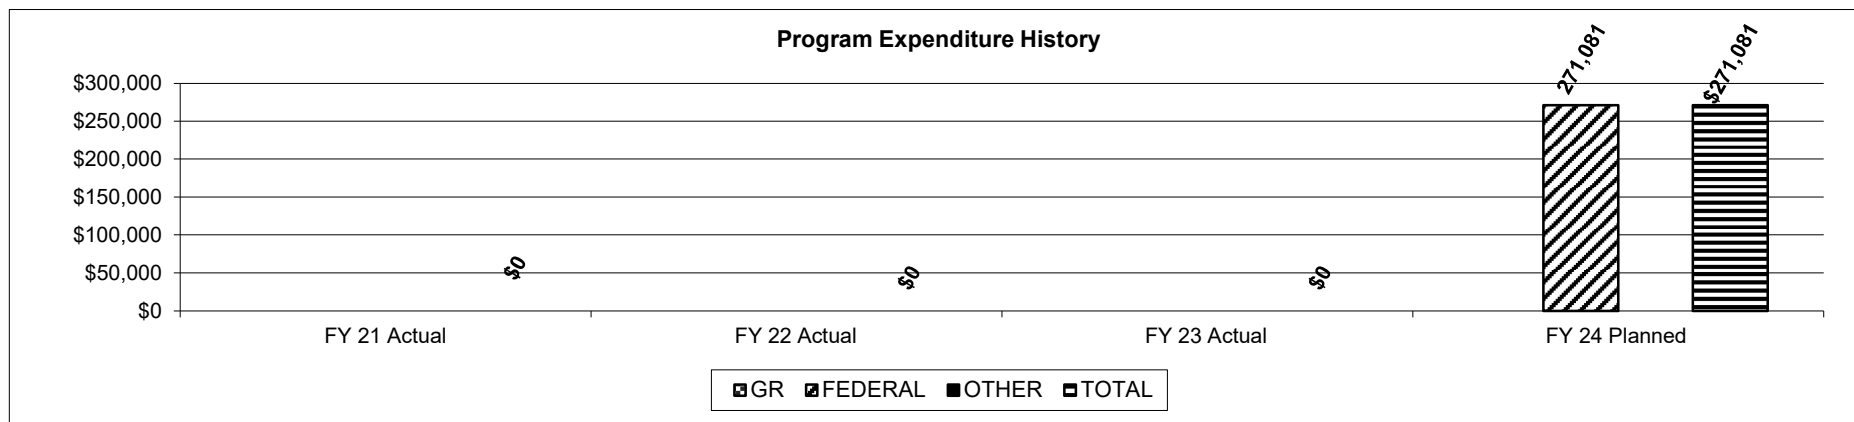 Program Expenditure History
271,081
$271,081
$300,000
$250,000
$200,000
$150,000
$100,000
$50,000
$0
$0
$0
$0
FY 21 Actual
FY 22 Actual
FY 23 Actual
FY 24 Planned
GR FEDERAL OTHER TOTAL